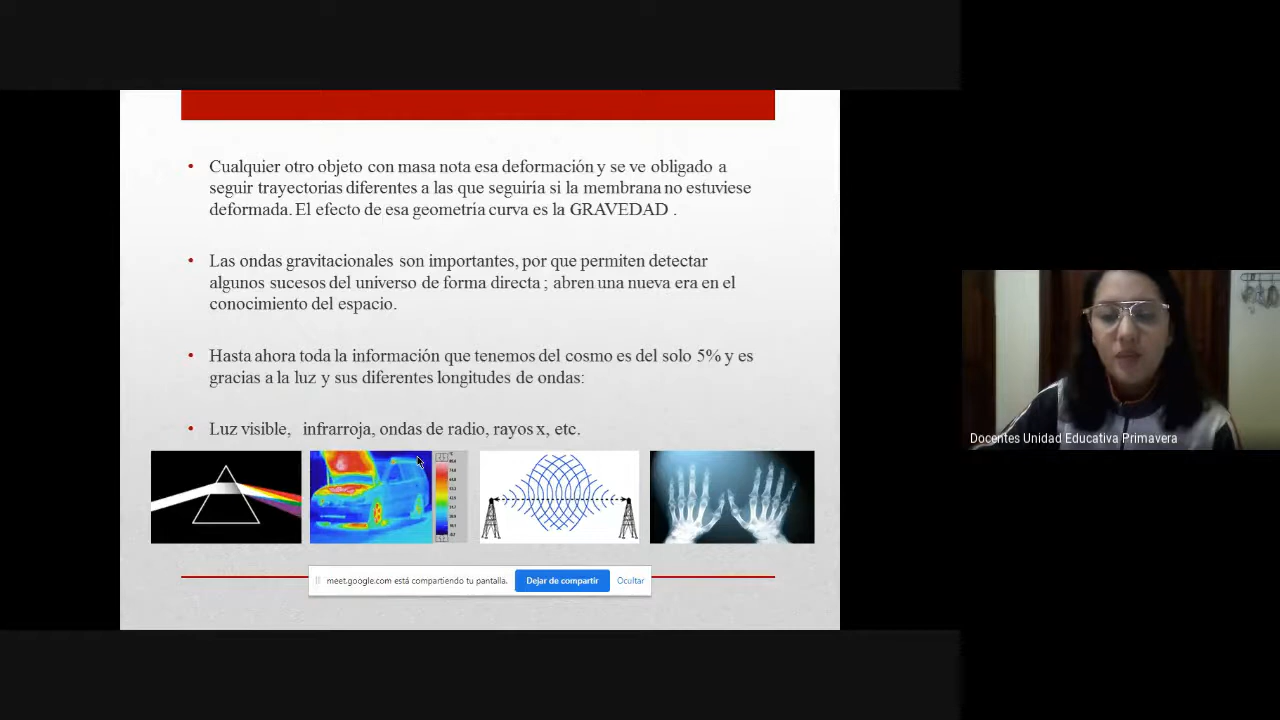 Cualquier otro objeto con masa nota esa deformación y se ve obligado a
seguir trayectorias diferentes a las que seguiría si la membrana no estuviese
deformada. El efecto de esa geometría curva es la GRAVEDAD .
Las ondas gravitacionales son importantes, por que permiten detectar
algunos sucesos del universo de forma directa ; abren una nueva era en el
conocimiento del espacio.
Hasta ahora toda la información que tenemos del cosmo es del solo 5% y es
gracias a la luz y sus diferentes longitudes de ondas:
Luz visible, infrarroja, ondas de radio, rayos x, etc.
meet.google.com está compartiendo tu pantalla.
Dejar de compartir
Ocultar
Docentes Unidad Educativa Primavera